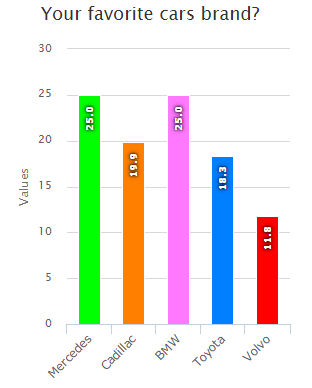 Your favorite cars brand?
30
25
20
15
10
5
0
Values
25.0
19.9
25.0
18.3
11.8
Mercedes
Cadillac
BMW
Toyota
Volvo